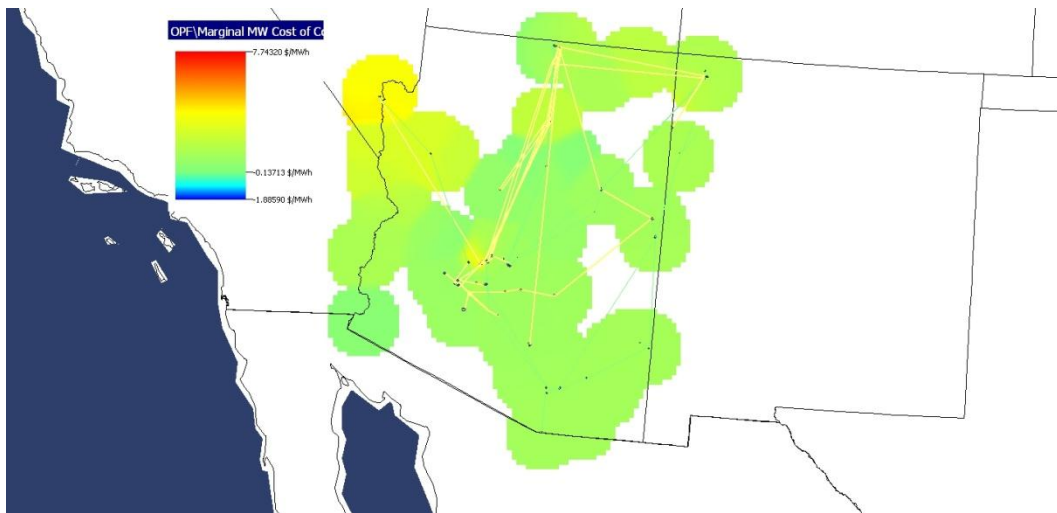 OPF\Marginal MW Cost of Co
7.74320 $/MWh
-0.13713 $/MWh
-1.88590 $/MWh